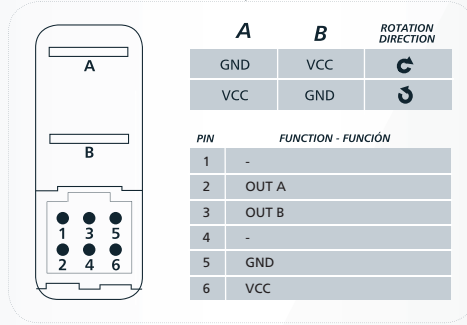 A
B
1 3 5
2 4 6
A B ROTATION
DIRECTION
GND VCC
VCC GND
PIN FUNCTION - FUNCIÓN
1 -
2 OUT A
3 OUT B
4 -
5 GND
6 VCC